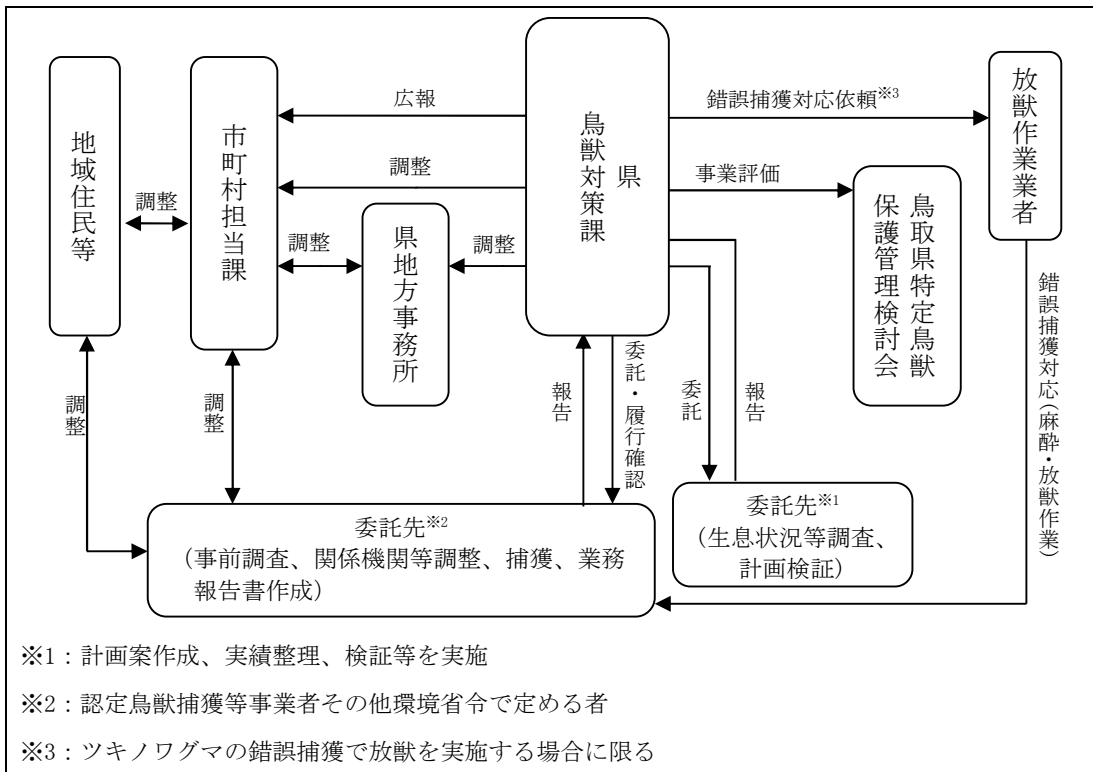 地域住民等
調整
市町村担当課
広報
調整
調整
県地方事務所
調整
県
鳥獣対策課
錯誤捕獲対応依頼※3
事業評価
放獣作業業者
鳥取県特定鳥獣
保護管理検討会
錯誤捕獲対応(麻酔・放獣作業)
調整
調整
報告
委託・履行確認
委託
報告
委託先※2
(事前調査、関係機関等調整、捕獲、業務
報告書作成)
委託先※1
(生息状況等調査、
計画検証)
※1:計画案作成、実績整理、検証等を実施
※2:認定鳥獣捕獲等事業者その他環境省令で定める者
※3:ツキノワグマの錯誤捕獲で放獣を実施する場合に限る